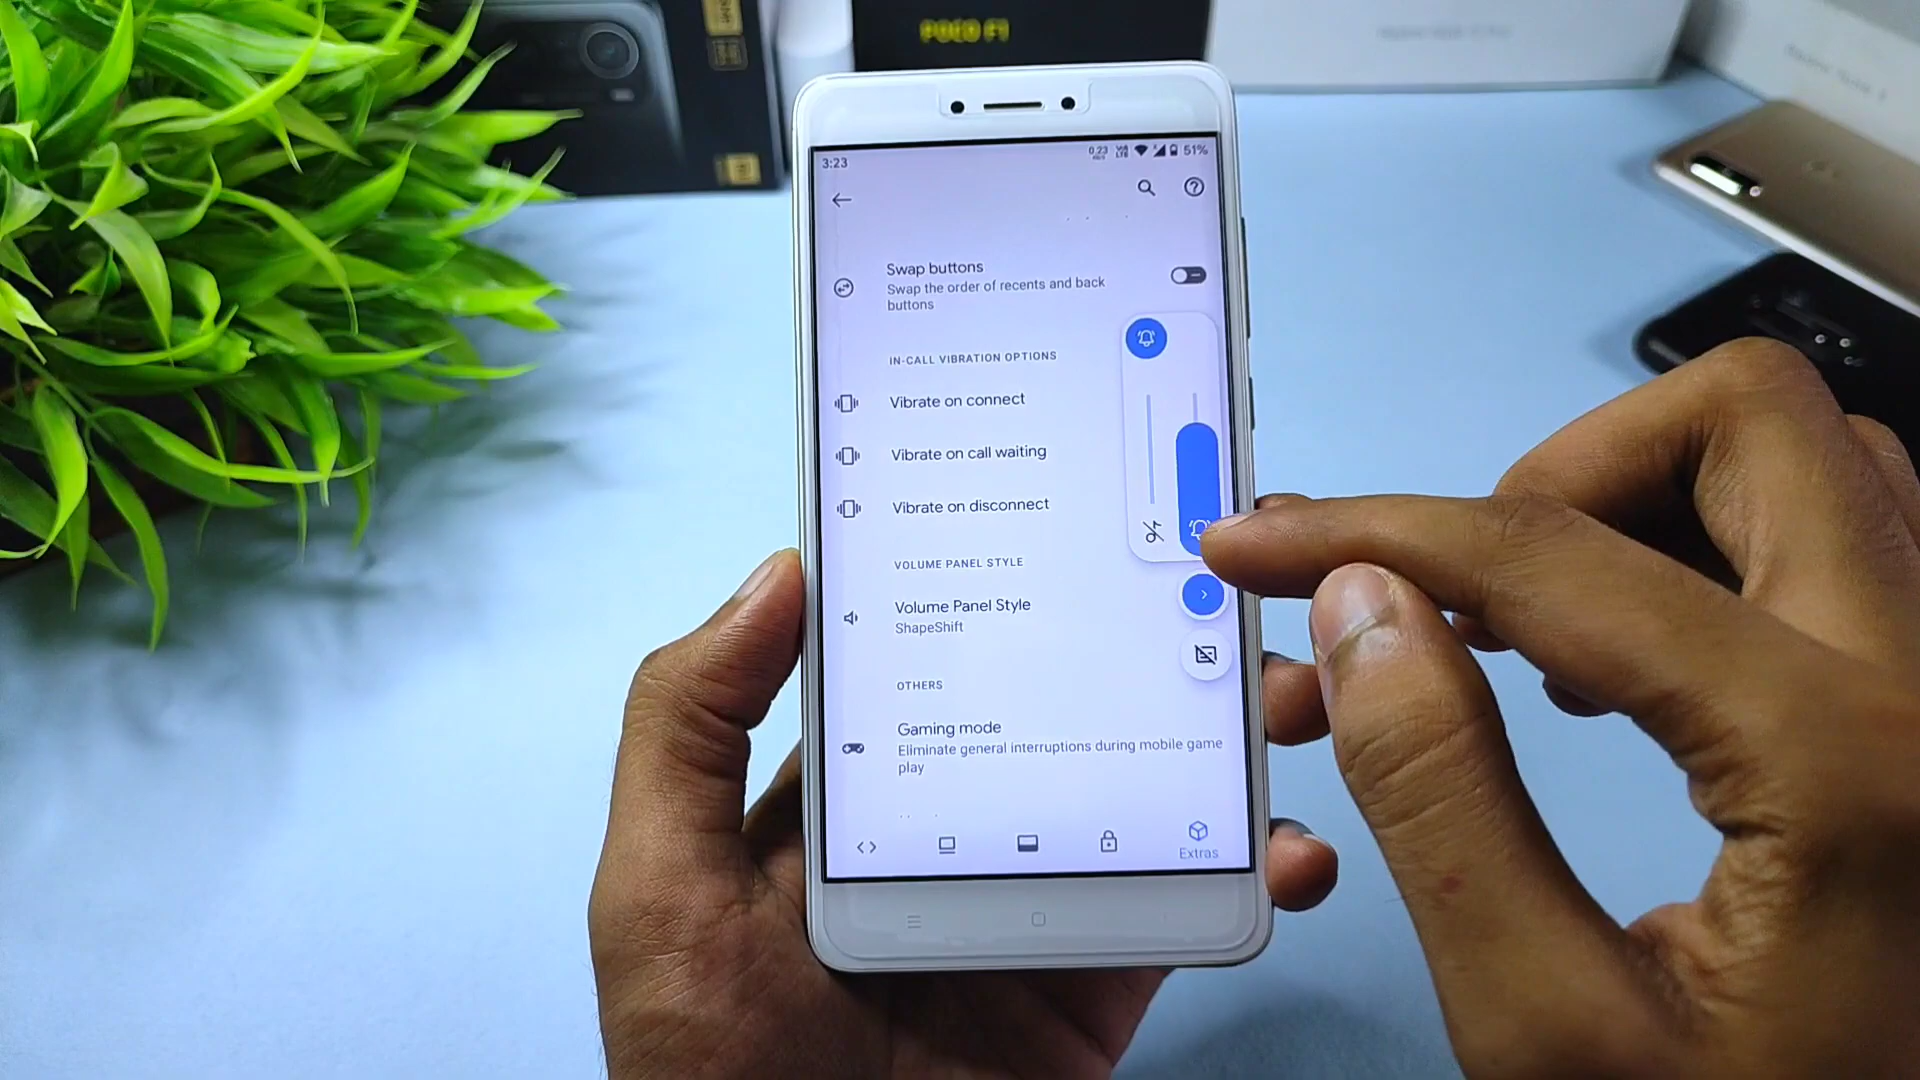 POCO F1
3:23
0.23
51%
Swap buttons
Swap the order of recents and back
buttons
IN-CALL VIBRATION OPTIONS
Vibrate on connect
Vibrate on call waiting
Vibrate on disconnect
VOLUME PANEL STYLE
Volume Panel Style
ShapeShift
OTHERS
Gaming mode
Eliminate general interruptions during mobile game
play
Extras